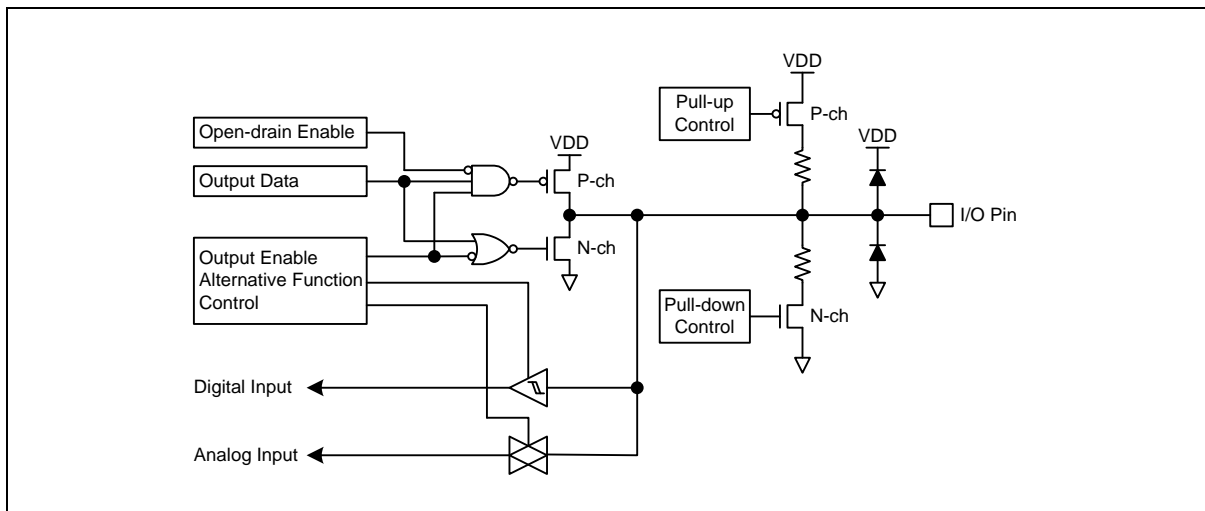 VDD
Pull-up
Control
P-ch
Open-drain Enable
VDD
VDD
Output Data
P-ch
I/O Pin
Output Enable
Alternative Function
Control
N-ch
Pull-down
Control
N-ch
Digital Input
Analog Input